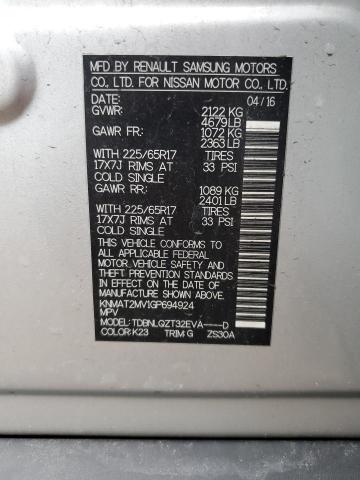 MFD BY RENAULT SAMSUNG MOTORS
CO., LTD. FOR NISSAN MOTOR CO., LTD.
DATE: 04/16
GVWR: 2122 KG
4679 LB
GAWR FR: 1072 KG
2363 LB
WITH 225/65R17 TIRES
17X7J RIMS AT 33 PSI
COLD SINGLE
GAWR RR: 1089 KG
2401 LB
WITH 225/65R17 TIRES
17X7J RIMS AT 33 PSI
COLD SINGLE
THIS VEHICLE CONFORMS TO
ALL APPLICABLE FEDERAL
MOTOR VEHICLE SAFETY, BUMPER,
AND THEFT PREVENTION STANDARDS
IN EFFECT ON THE DATE OF
MANUFACTURE SHOWN ABOVE.
KNMAT2MV1GP694924
MPV
MODEL: TDBNLQZT32EVA----D
COLOR: K23 TRIM: G ZS30A